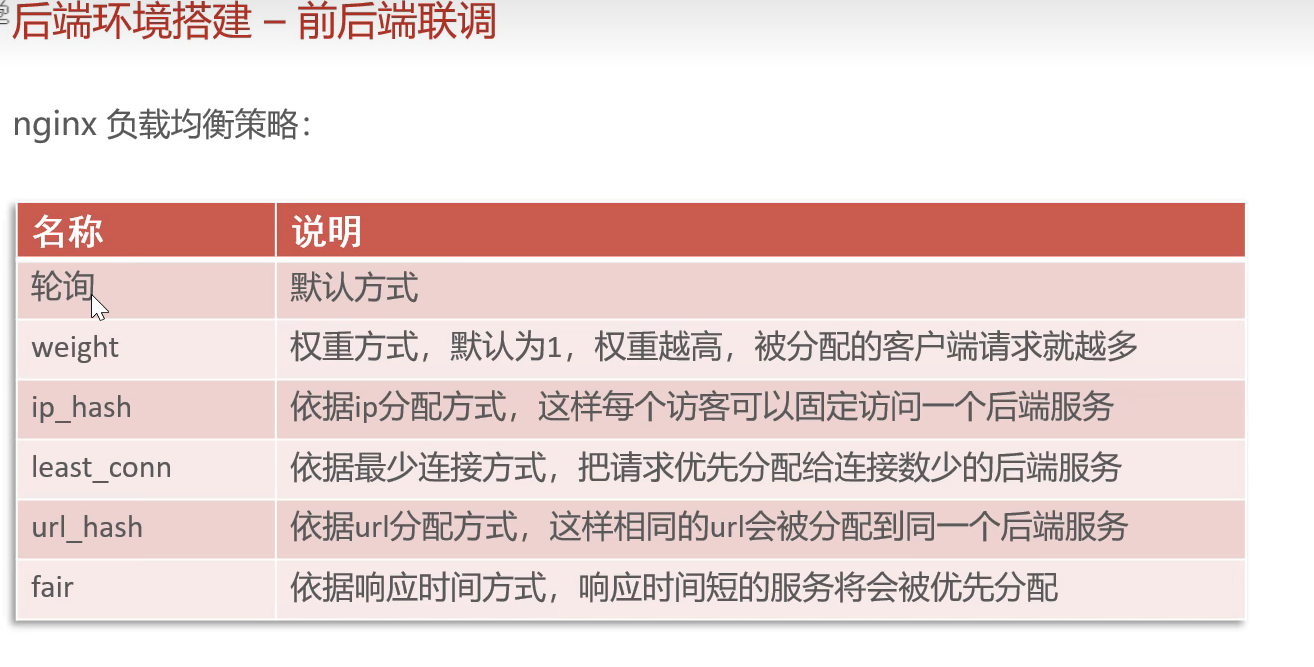 后端环境搭建 – 前后端联调
nginx 负载均衡策略：
名称 说明
轮询 默认方式
weight 权重方式，默认为1，权重越高，被分配的客户端请求就越多
ip_hash 依据ip分配方式，这样每个访客可以固定访问一个后端服务
least_conn 依据最少连接方式，把请求优先分配给连接数少的后端服务
url_hash 依据url分配方式，这样相同的url会被分配到同一个后端服务
fair 依据响应时间方式，响应时间短的服务将会被优先分配